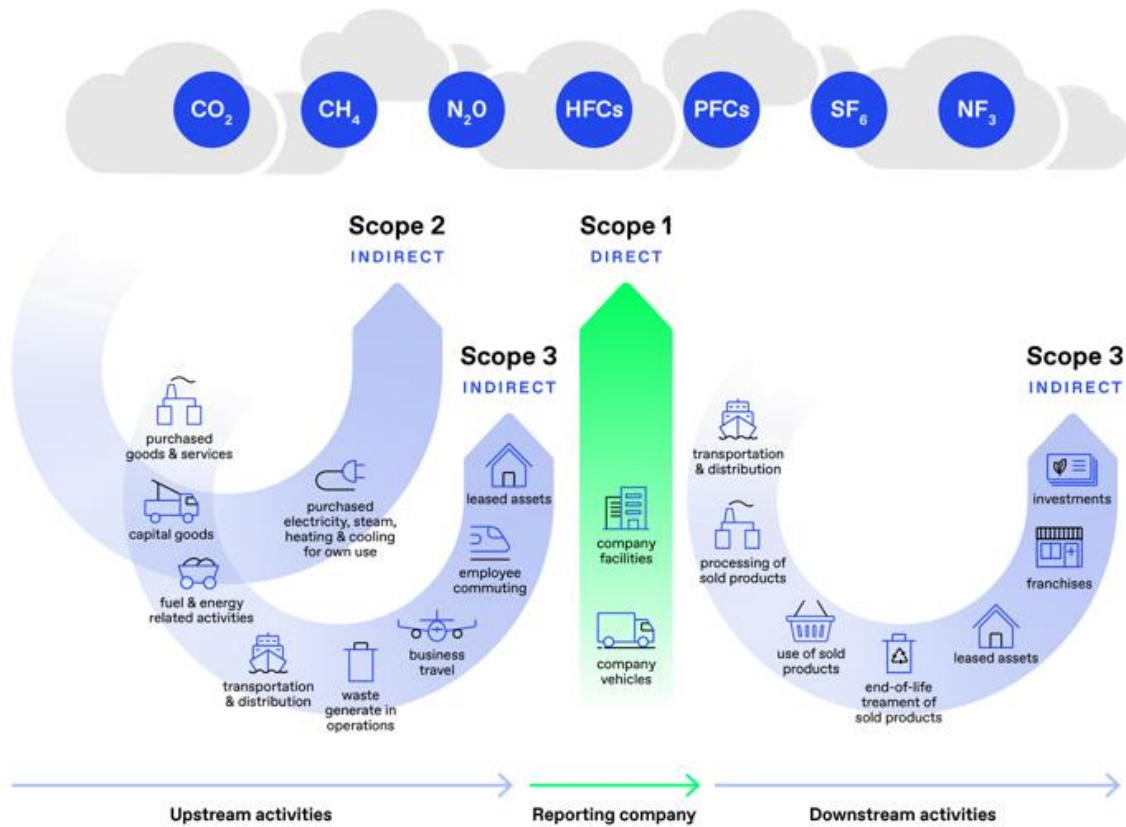 CO₂ CH₄ N₂0 HFCs PFCs SF₆ NF₃
Scope 2
INDIRECT
Scope 1
DIRECT
Scope 3
INDIRECT
Scope 3
INDIRECT
purchased
goods & services
capital goods
fuel & energy
related activities
transportation
& distribution
waste
generate in
operations
business
travel
employee
commuting
leased assets
purchased
electricity, steam,
heating & cooling
for own use
company
facilities
company
vehicles
transportation
& distribution
processing of
sold products
use of sold
products
end-of-life
treament of
sold products
leased assets
franchises
investments
Upstream activities
Reporting company
Downstream activities